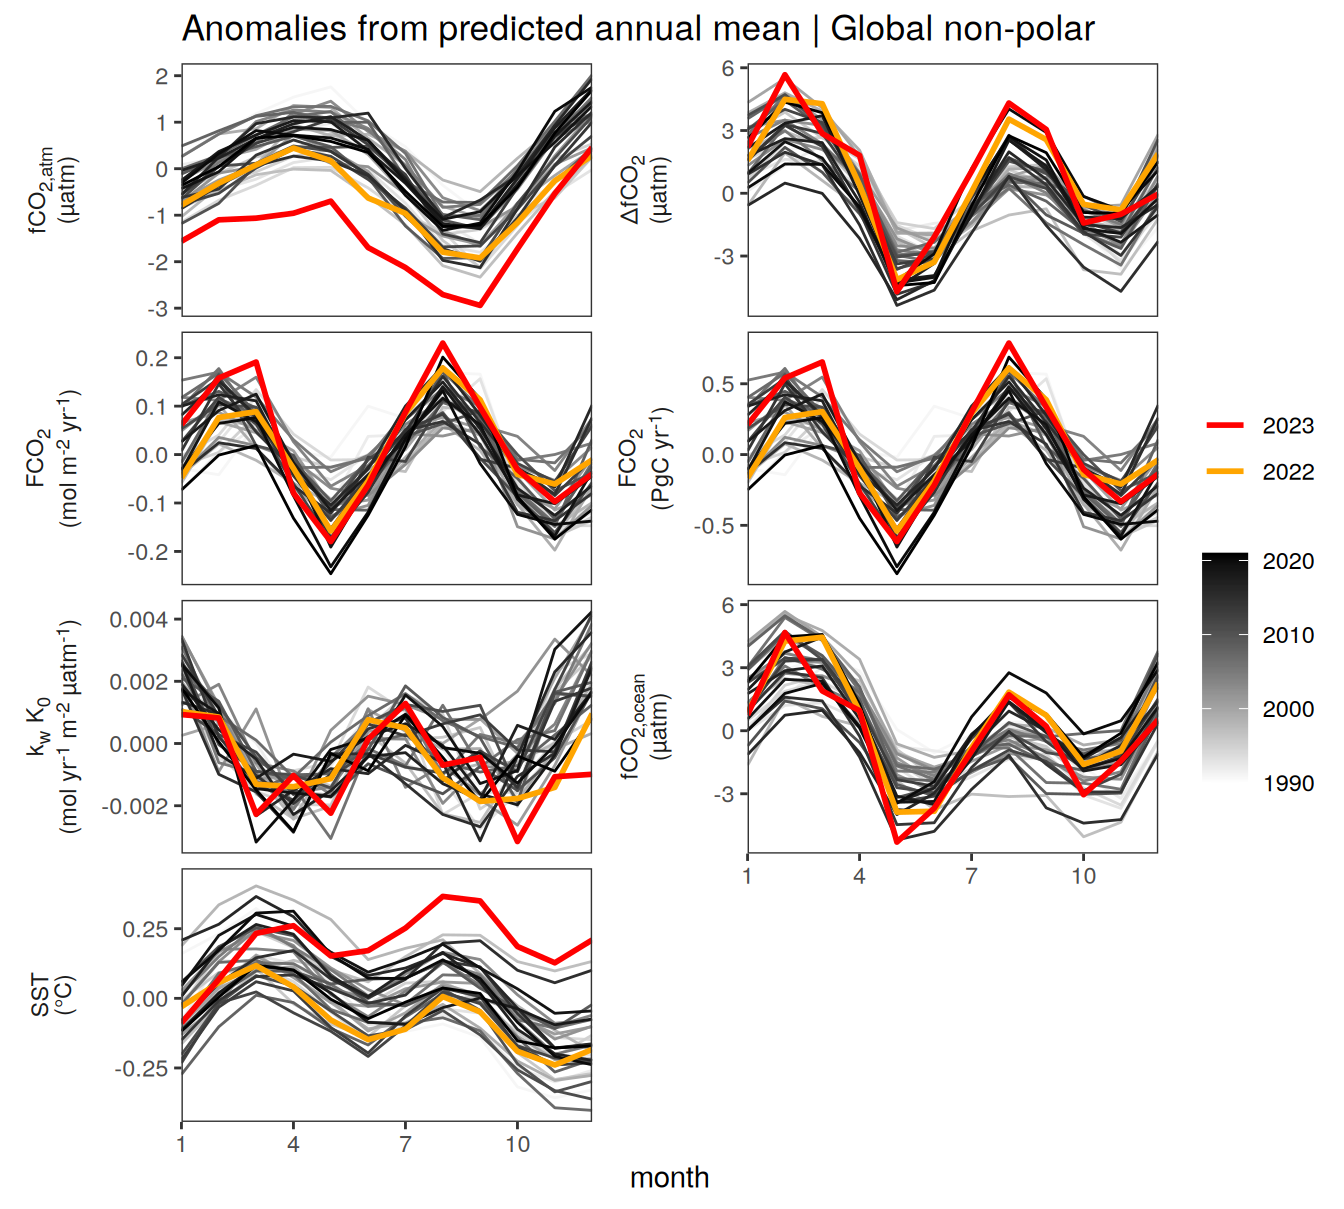 Anomalies from predicted annual mean | Global non-polar
fCO2,atm
(µatm)
2
1
0
-1
-2
-3
ΔfCO2
(µatm)
6
3
0
-3
FCO2
(mol m-2 yr-1)
0.2
0.1
0.0
-0.1
-0.2
FCO2
(PgC yr-1)
0.5
0.0
-0.5
kw K0
(mol yr-1 m-2 µatm-1)
0.004
0.002
0.000
-0.002
fCO2,ocean
(µatm)
6
3
0
-3
1 4 7 10
SST
(°C)
0.25
0.00
-0.25
1 4 7 10
month
2023
2022
2020
2010
2000
1990